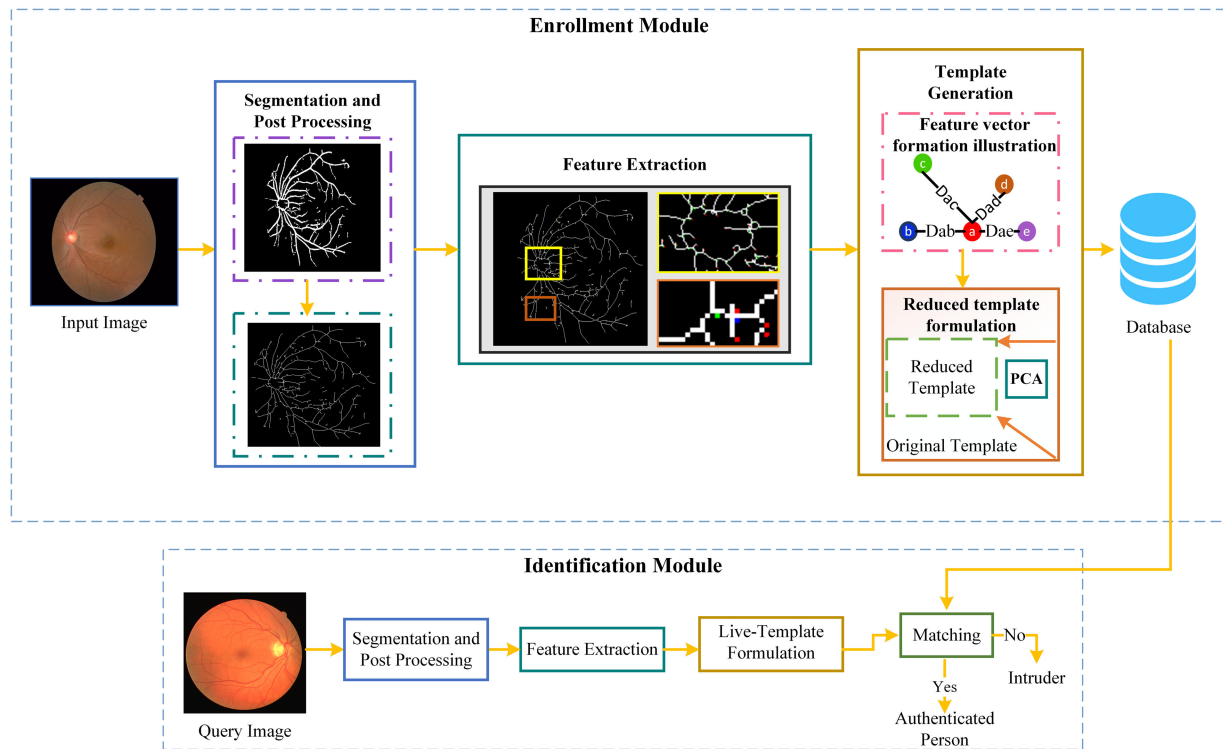 Enrollment Module
Input Image
Segmentation and
Post Processing
Feature Extraction
Template
Generation
Feature vector
formation illustration
c
d
Dac
Dad
b
Dab
a
Dae
e
Reduced template
formulation
Reduced
Template
PCA
Original Template
Database
Identification Module
Query Image
Segmentation and
Post Processing
Feature Extraction
Live-Template
Formulation
Matching
No
Intruder
Yes
Authenticated
Person